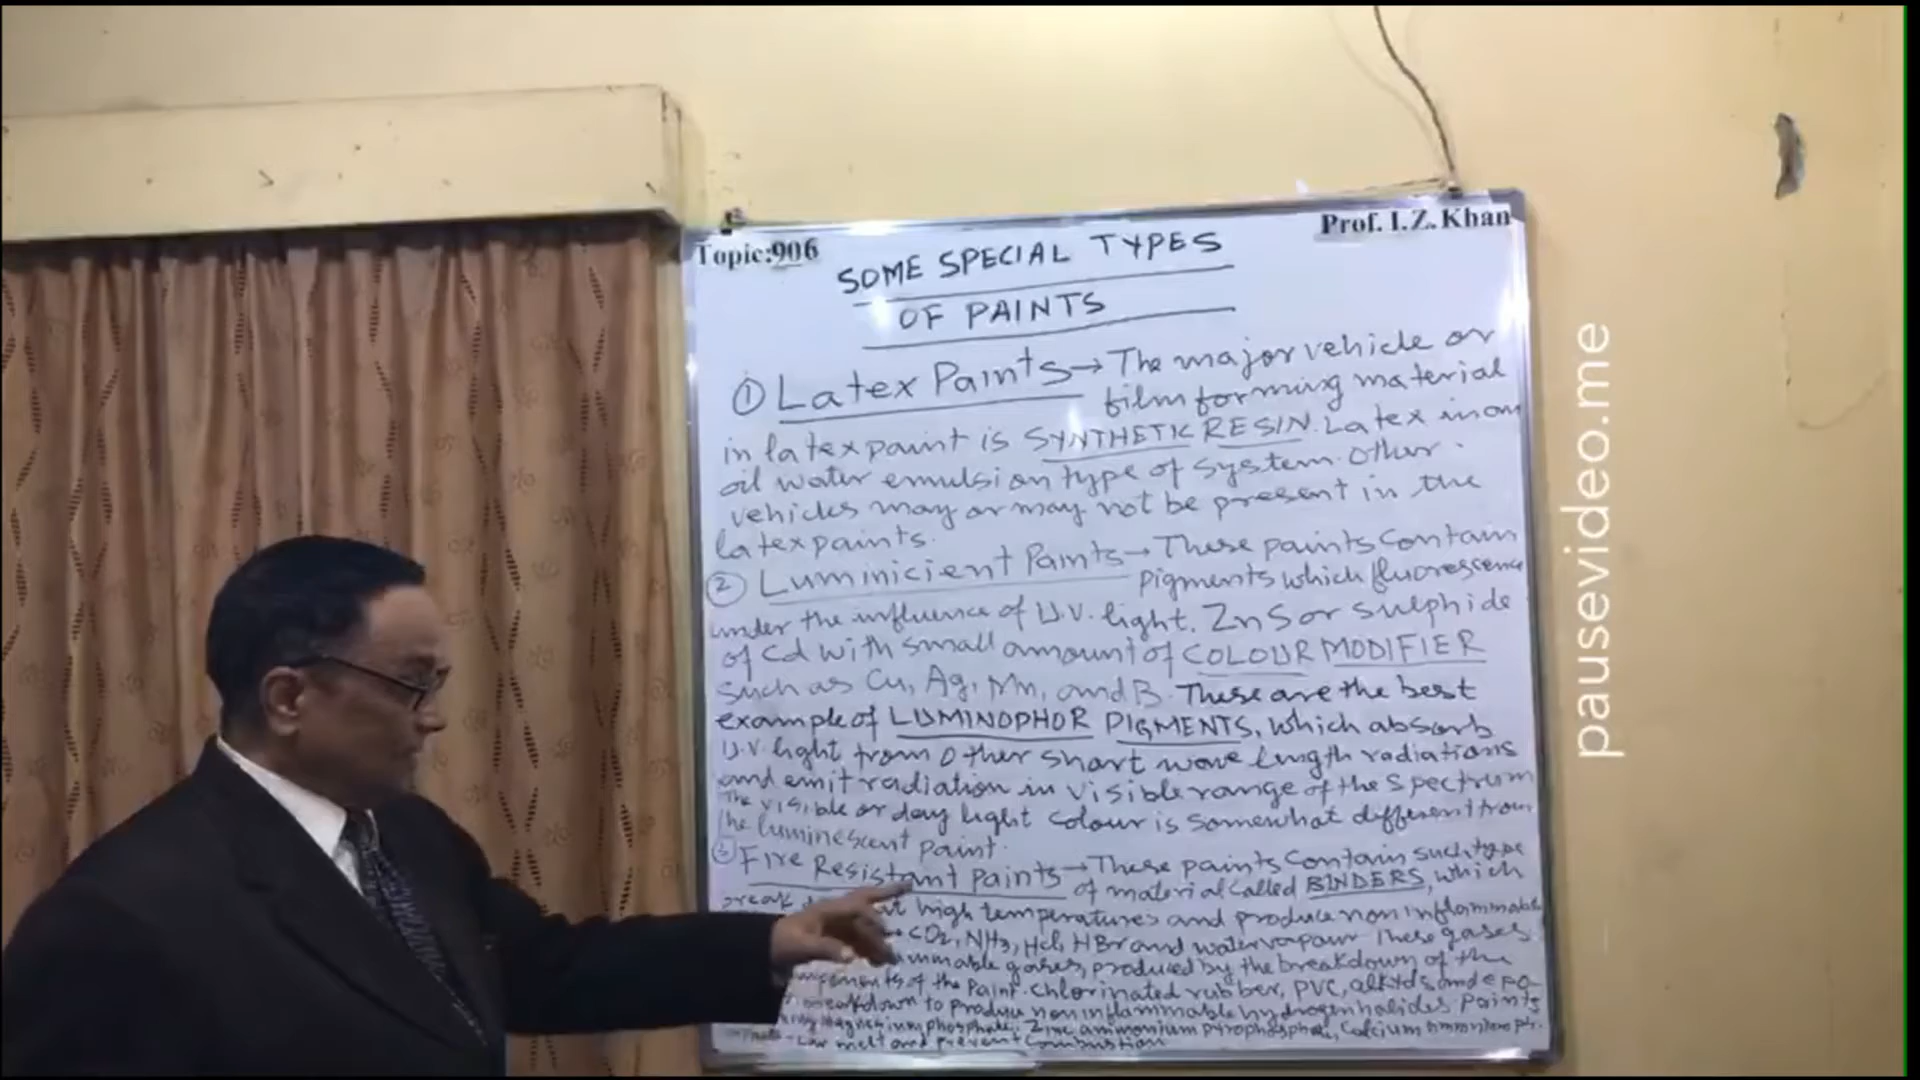 Topic:906
Prof. I.Z. Khan
SOME SPECIAL TYPES
OF PAINTS
① Latex Paints → The major vehicle or
film forming material
in latex paint is SYNTHETIC RESIN. Latex in an
oil water emulsion type of system. Other
vehicles may or may not be present in the
latex paints.
② Luminicient Paints → These paints contain
pigments which fluorescence
under the influence of U.V. light. ZnS or sulphide
of Cd with small amount of COLOUR MODIFIER
such as Cu, Ag, Mn, and B. These are the best
example of LUMINOPHOR PIGMENTS, which absorb
U.V. light from other short wave length radiations
and emit radiation in visible range of the spectrum
The visible or day light colour is somewhat different from
the luminescent paint.
③ Fire Resistant Paints → These paints contain such type
of material called BINDERS, which
break at high temperatures and produce non inflammable
→ CO2, NH3, HCl, HBr and water vapour These gases
gases, produced by the breakdown of the
of the Paint. Chlorinated rubber, PVC, alkyds and epo-
breakdown to produce non inflammable hydrogen halides Paints
Magnesium phosphate, Zinc ammonium pyrophosphate, Calcium
melt and prevent Combustion
pausevideo.me